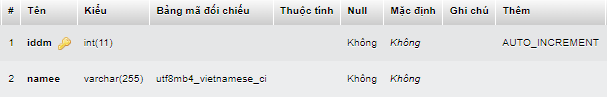 # Tên Kiểu Bảng mã đối chiếu Thuộc tính Null Mặc định Ghi chú Thêm
1 iddm int(11) Không Không AUTO_INCREMENT
2 namee varchar(255) utf8mb4_vietnamese_ci Không Không